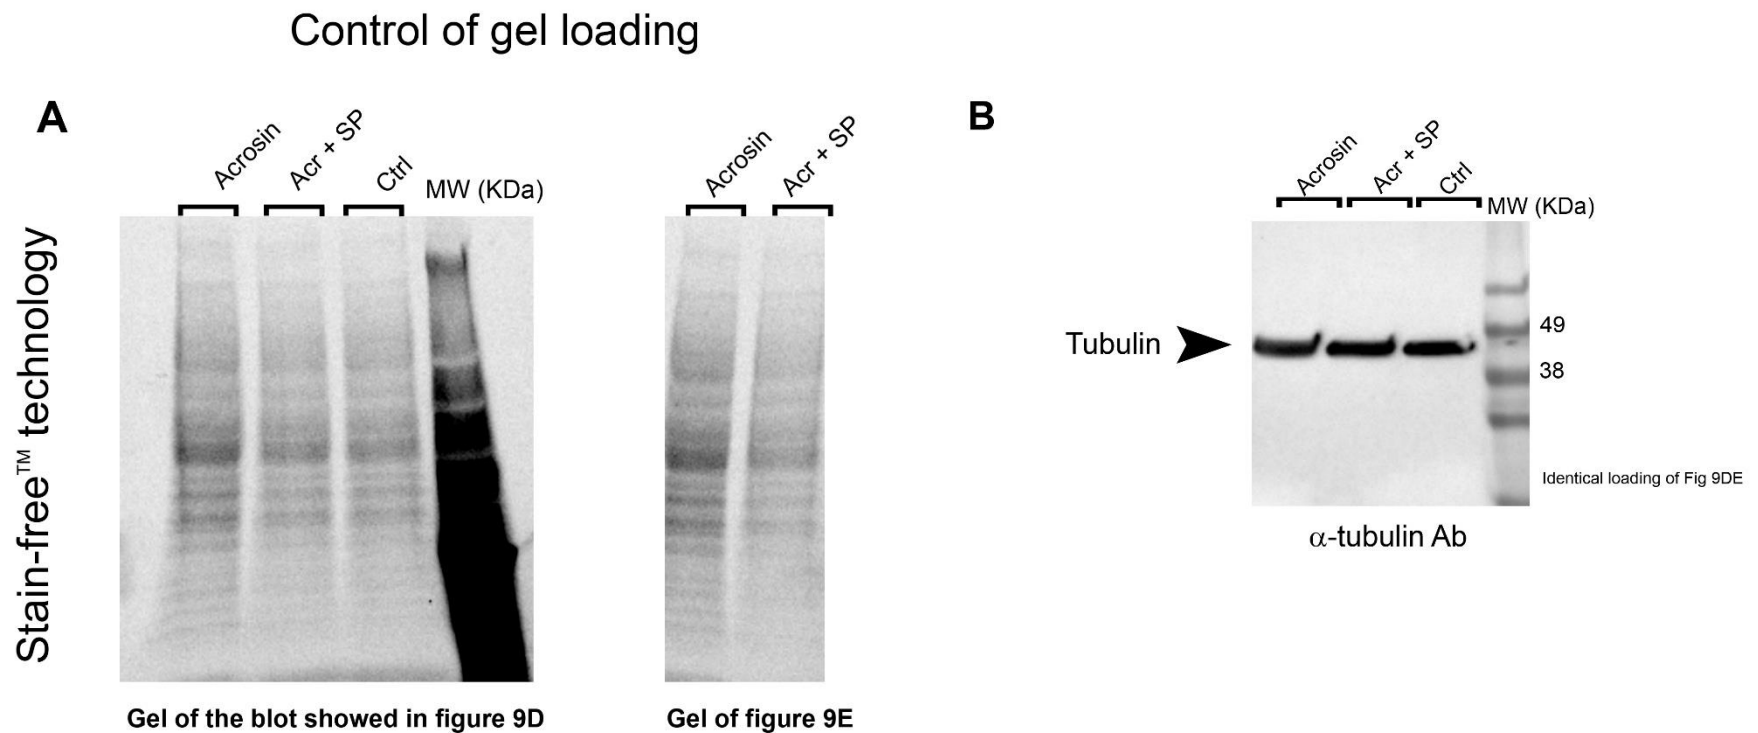 Control of gel loading
A
Acrosin
Acr + SP
Ctrl
MW (KDa)
Acrosin
Acr + SP
Stain-free™ technology
Gel of the blot showed in figure 9D
Gel of figure 9E
B
Acrosin
Acr + SP
Ctrl
MW (KDa)
Tubulin
49
38
Identical loading of Fig 9DE
α-tubulin Ab